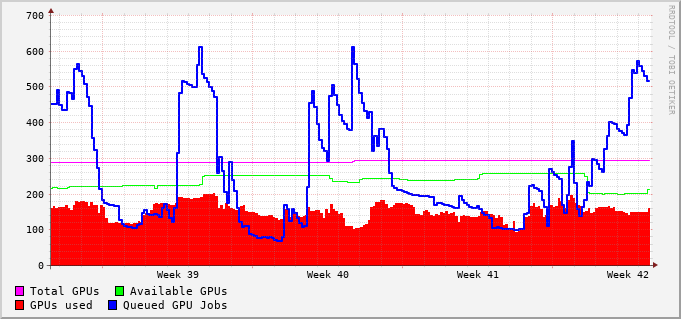 700
600
500
400
300
200
100
0
Week 39 Week 40 Week 41 Week 42
Total GPUs Available GPUs
GPUs used Queued GPU Jobs
RRDTOOL / TOBI OETIKER